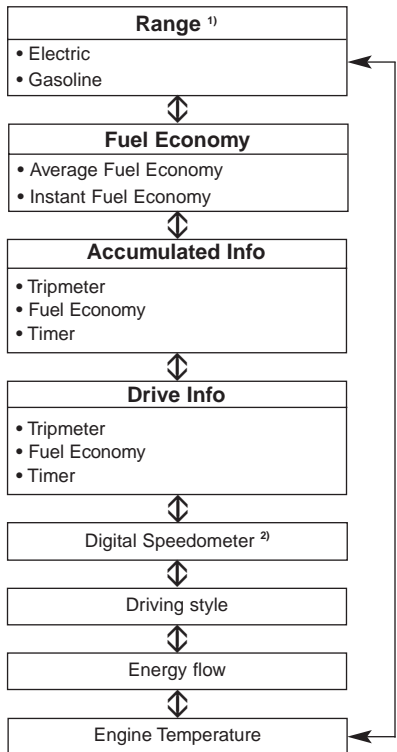 Range 1)
• Electric
• Gasoline
Fuel Economy
• Average Fuel Economy
• Instant Fuel Economy
Accumulated Info
• Tripmeter
• Fuel Economy
• Timer
Drive Info
• Tripmeter
• Fuel Economy
• Timer
Digital Speedometer 2)
Driving style
Energy flow
Engine Temperature